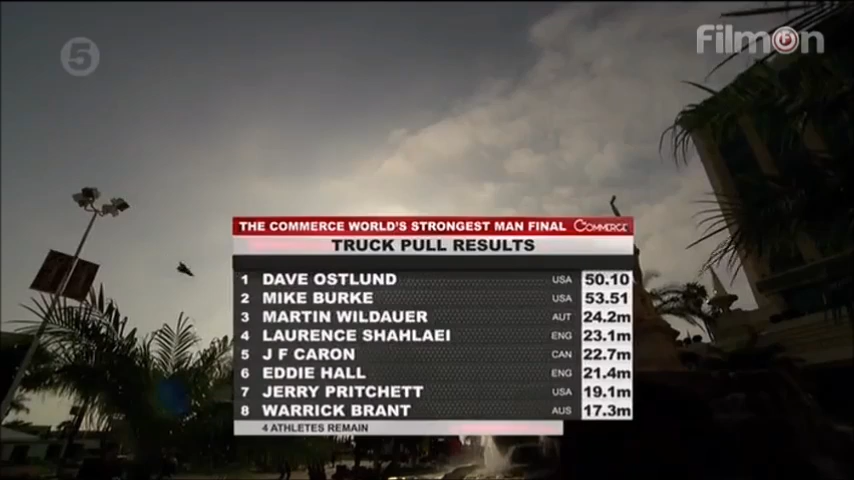 5
FilmOn
THE COMMERCE WORLD'S STRONGEST MAN FINAL COMMERCE
TRUCK PULL RESULTS
1 DAVE OSTLUND USA 50.10
2 MIKE BURKE USA 53.51
3 MARTIN WILDAUER AUT 24.2m
4 LAURENCE SHAHLAEI ENG 23.1m
5 J F CARON CAN 22.7m
6 EDDIE HALL ENG 21.4m
7 JERRY PRITCHETT USA 19.1m
8 WARRICK BRANT AUS 17.3m
4 ATHLETES REMAIN